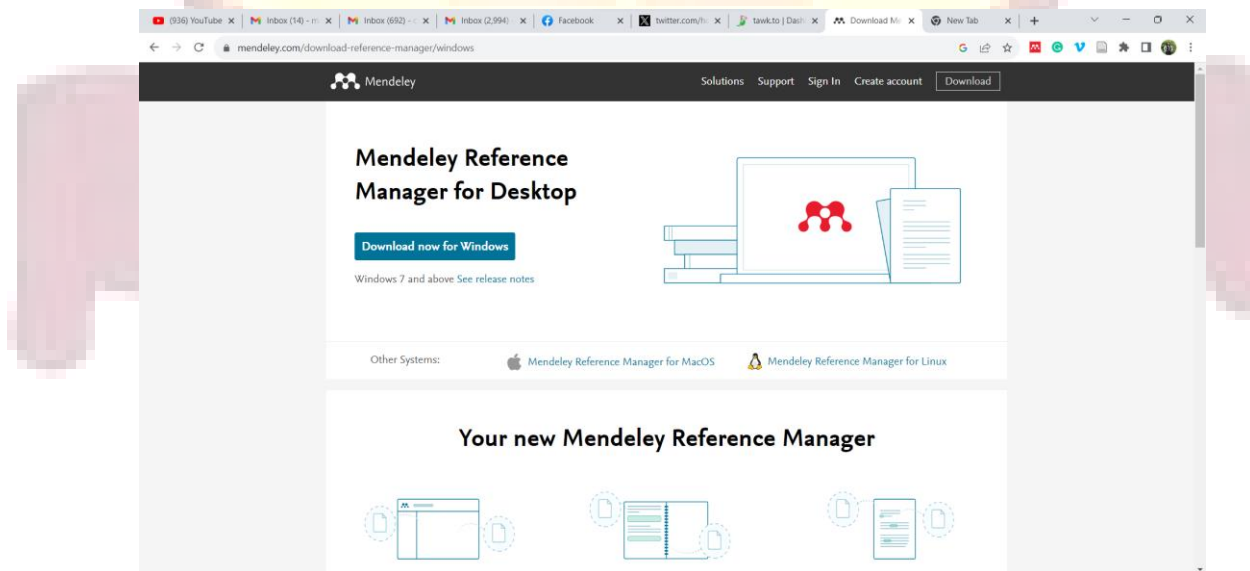 (936) YouTube
Inbox (14) - m
Inbox (692) - c
Inbox (2,994) -
Facebook
twitter.com/h
tawk.to | Dash
Download Me
New Tab
mendeley.com/download-reference-manager/windows
Mendeley
Solutions
Support
Sign In
Create account
Download
Mendeley Reference
Manager for Desktop
Download now for Windows
Windows 7 and above See release notes
Other Systems:
Mendeley Reference Manager for MacOS
Mendeley Reference Manager for Linux
Your new Mendeley Reference Manager